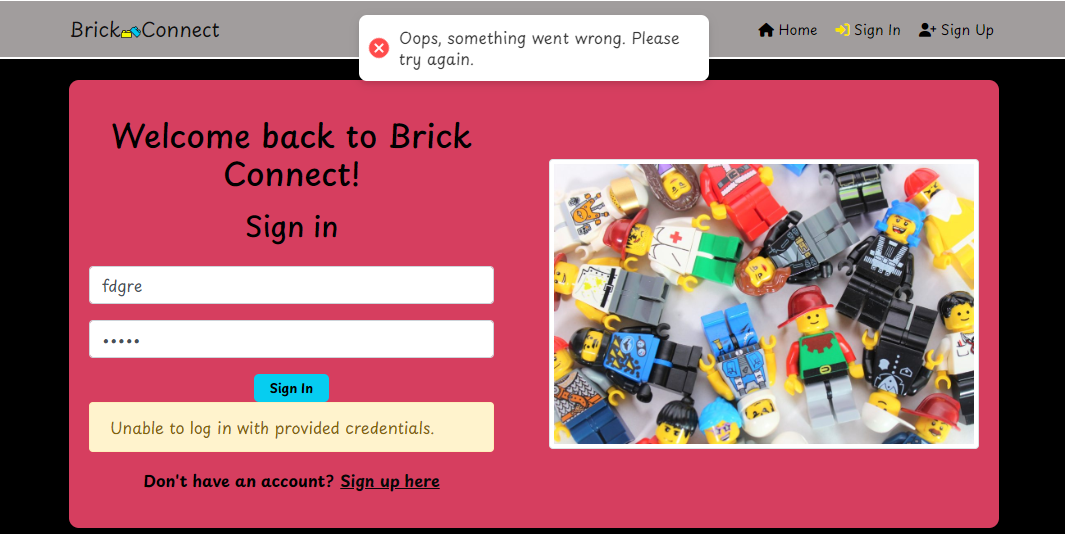 Brick Connect
Home
Sign In
Sign Up
Oops, something went wrong. Please
try again.
Welcome back to Brick
Connect!
Sign in
fdgre
•••••
Sign In
Unable to log in with provided credentials.
Don't have an account? Sign up here